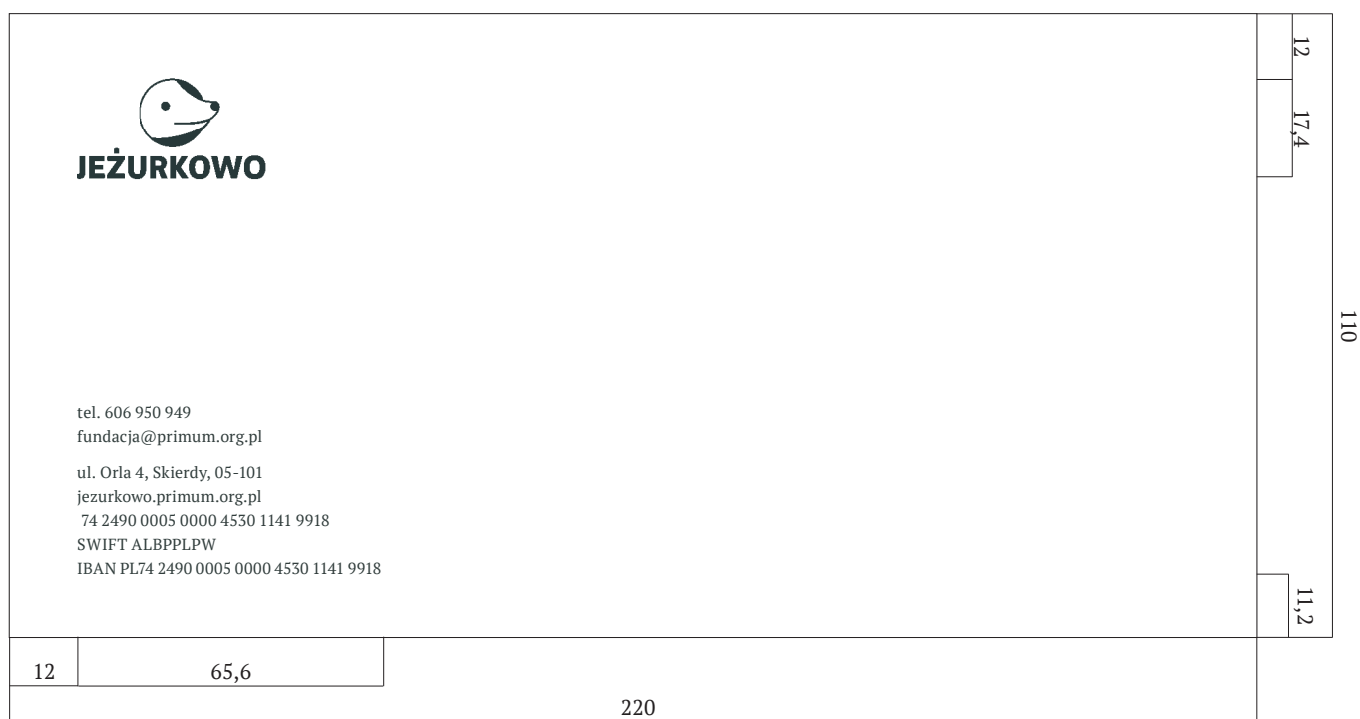 JEŻURKOWO
12
17,4
110
tel. 606 950 949
fundacja@primum.org.pl
ul. Orla 4, Skierdy, 05-101
jezurkowo.primum.org.pl
74 2490 0005 0000 4530 1141 9918
SWIFT ALBPPLPW
IBAN PL74 2490 0005 0000 4530 1141 9918
11,2
12
65,6
220